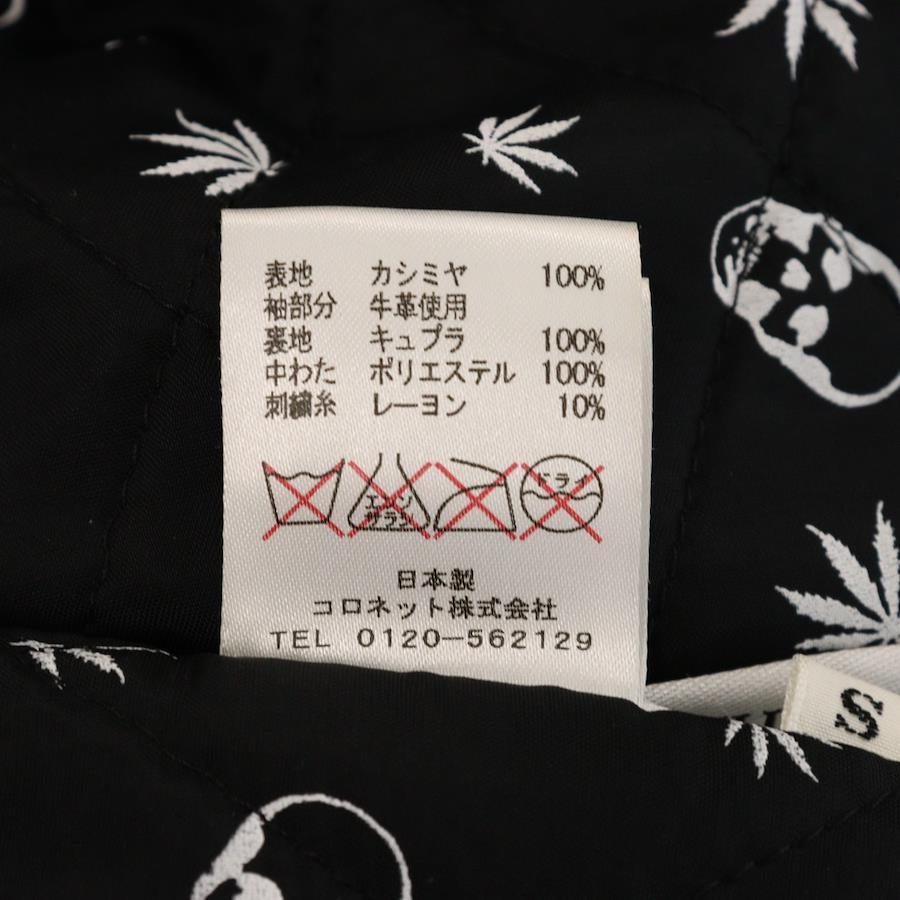 表地 カシミヤ 100%
袖部分 牛革使用
裏地 キュプラ 100%
中わた ポリエステル 100%
刺繍糸 レーヨン 10%
エンソ
サラシ
ドライ
日本製
コロネット株式会社
TEL 0120-562129
S